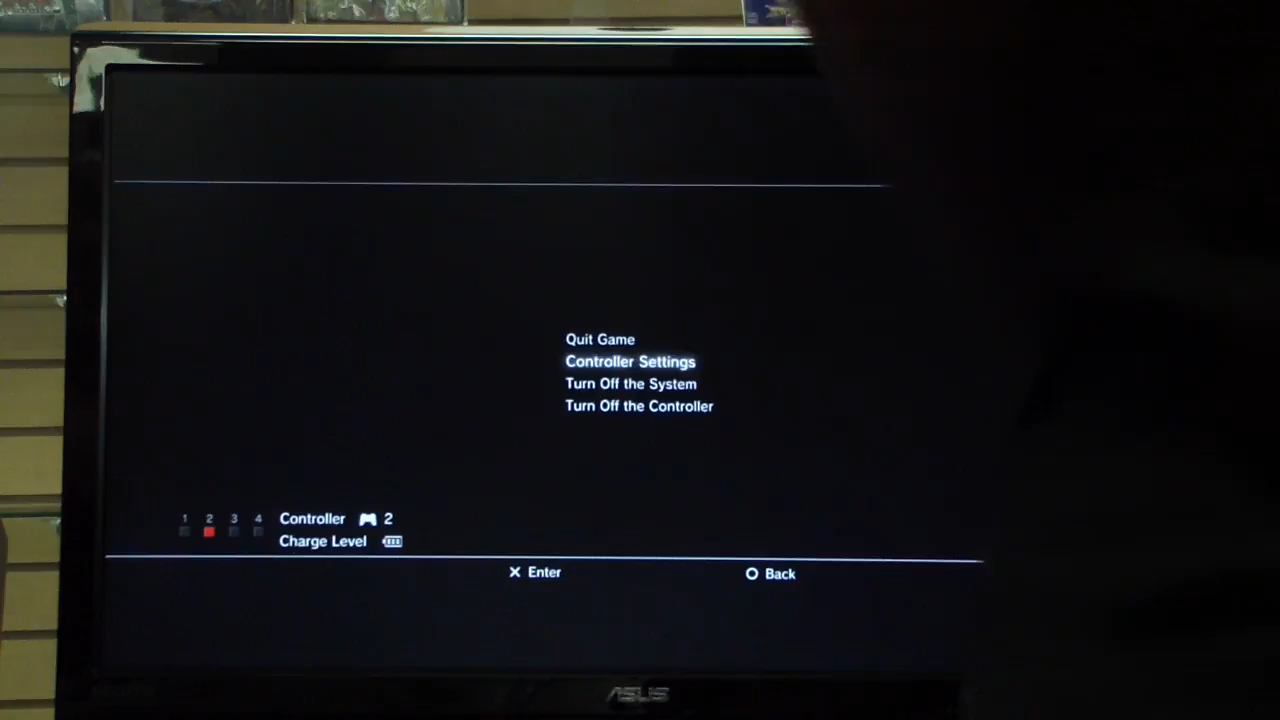 Quit Game
Controller Settings
Turn Off the System
Turn Off the Controller
1 2 3 4 Controller 2
Charge Level
X Enter O Back
ASUS